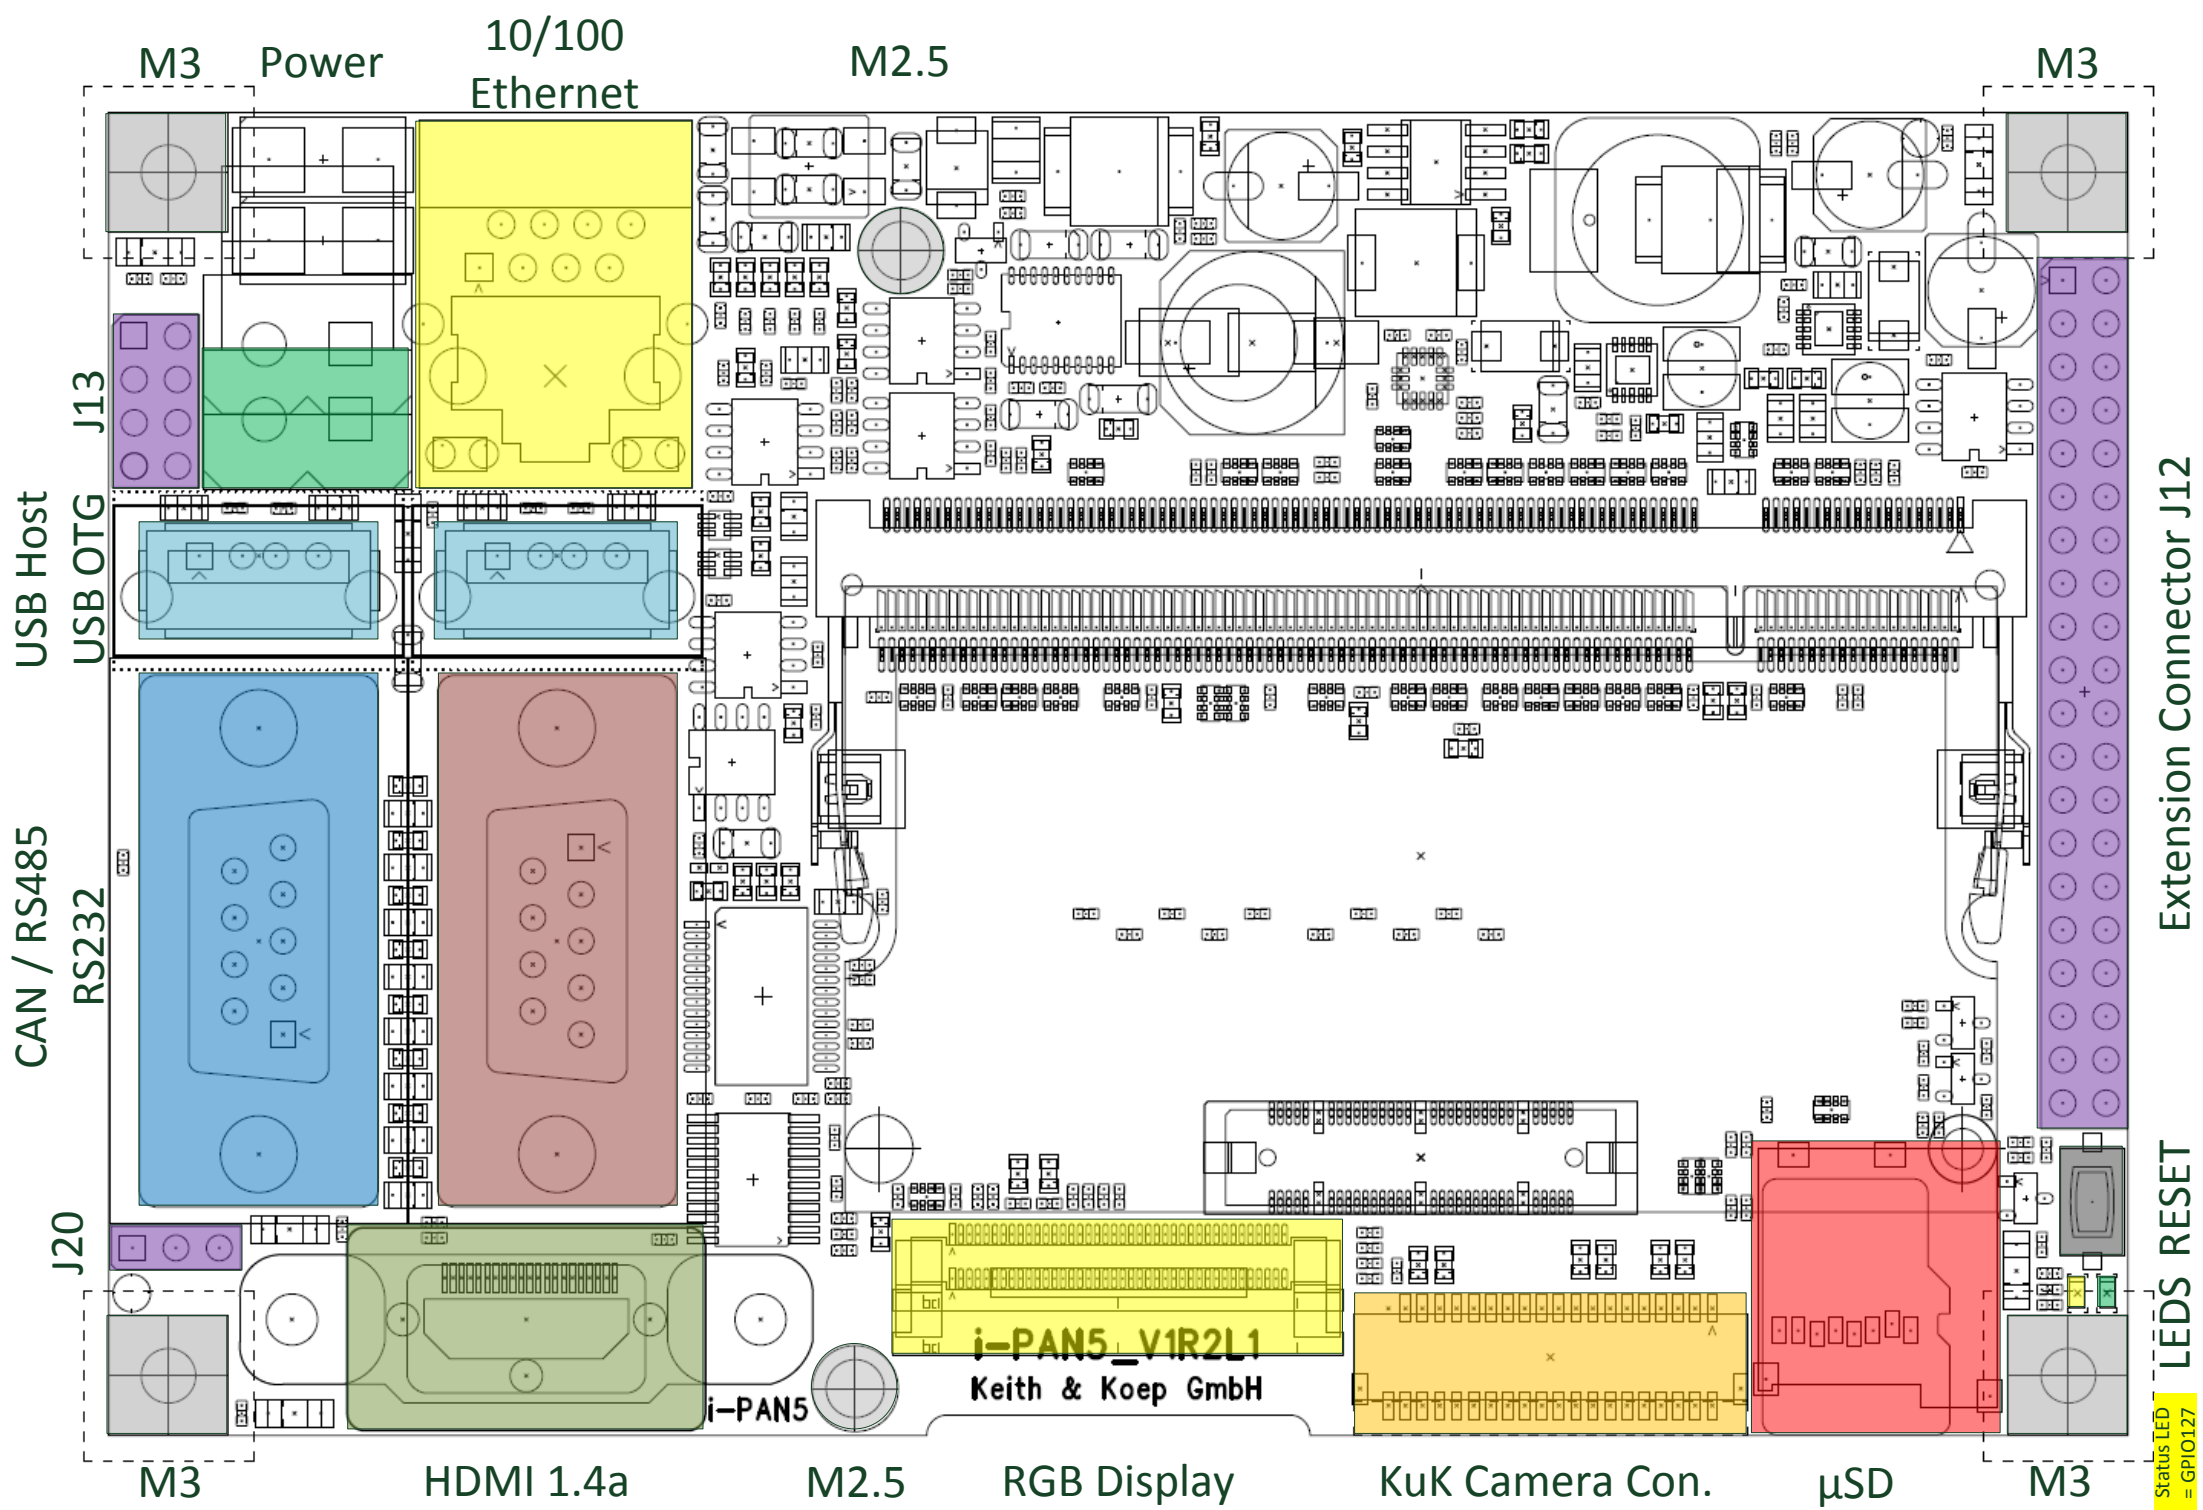 10/100
M3 Power
Ethernet
M2.5
M3
J13
USB Host
USB OTG
CAN / RS485
RS232
J20
Extension Connector J12
RESET
LEDS
Status LED
= GPIO127
bcl
bcl
i-PAN5_V1R2L1
Keith & Koep GmbH
i-PAN5
M3
HDMI 1.4a
M2.5
RGB Display
KuK Camera Con.
µSD
M3